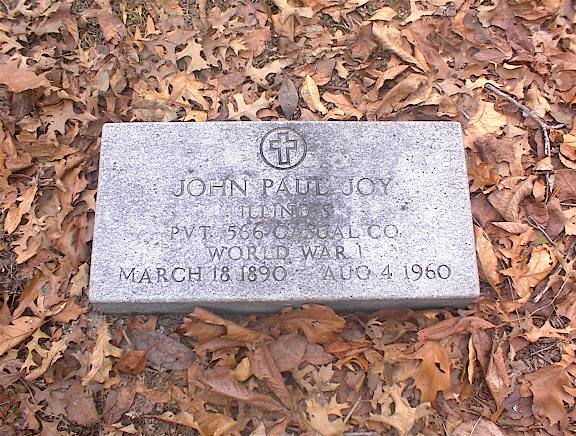 JOHN PAUL JOY
ILLINOIS
PVT 566 CASUAL CO
WORLD WAR I
MARCH 18 1890 AUG 4 1960